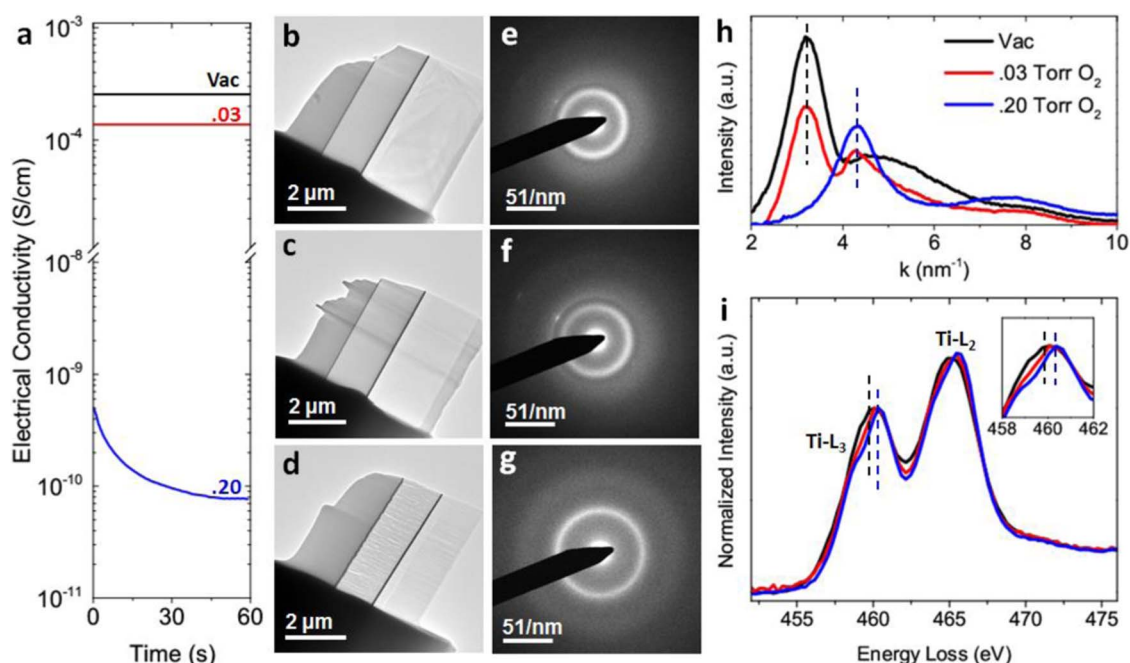 a
10⁻³
Vac
.03
10⁻⁴
10⁻⁸
10⁻⁹
10⁻¹⁰
.20
10⁻¹¹
0
30
60
Time (s)
Electrical Conductivity (S/cm)
b
2 µm
c
2 µm
d
2 µm
e
51/nm
f
51/nm
g
51/nm
h
Vac
.03 Torr O₂
.20 Torr O₂
Intensity (a.u.)
2
4
6
8
10
k (nm⁻¹)
i
Ti-L₃
Ti-L₂
458
460
462
Normalized Intensity (a.u.)
455
460
465
470
475
Energy Loss (eV)